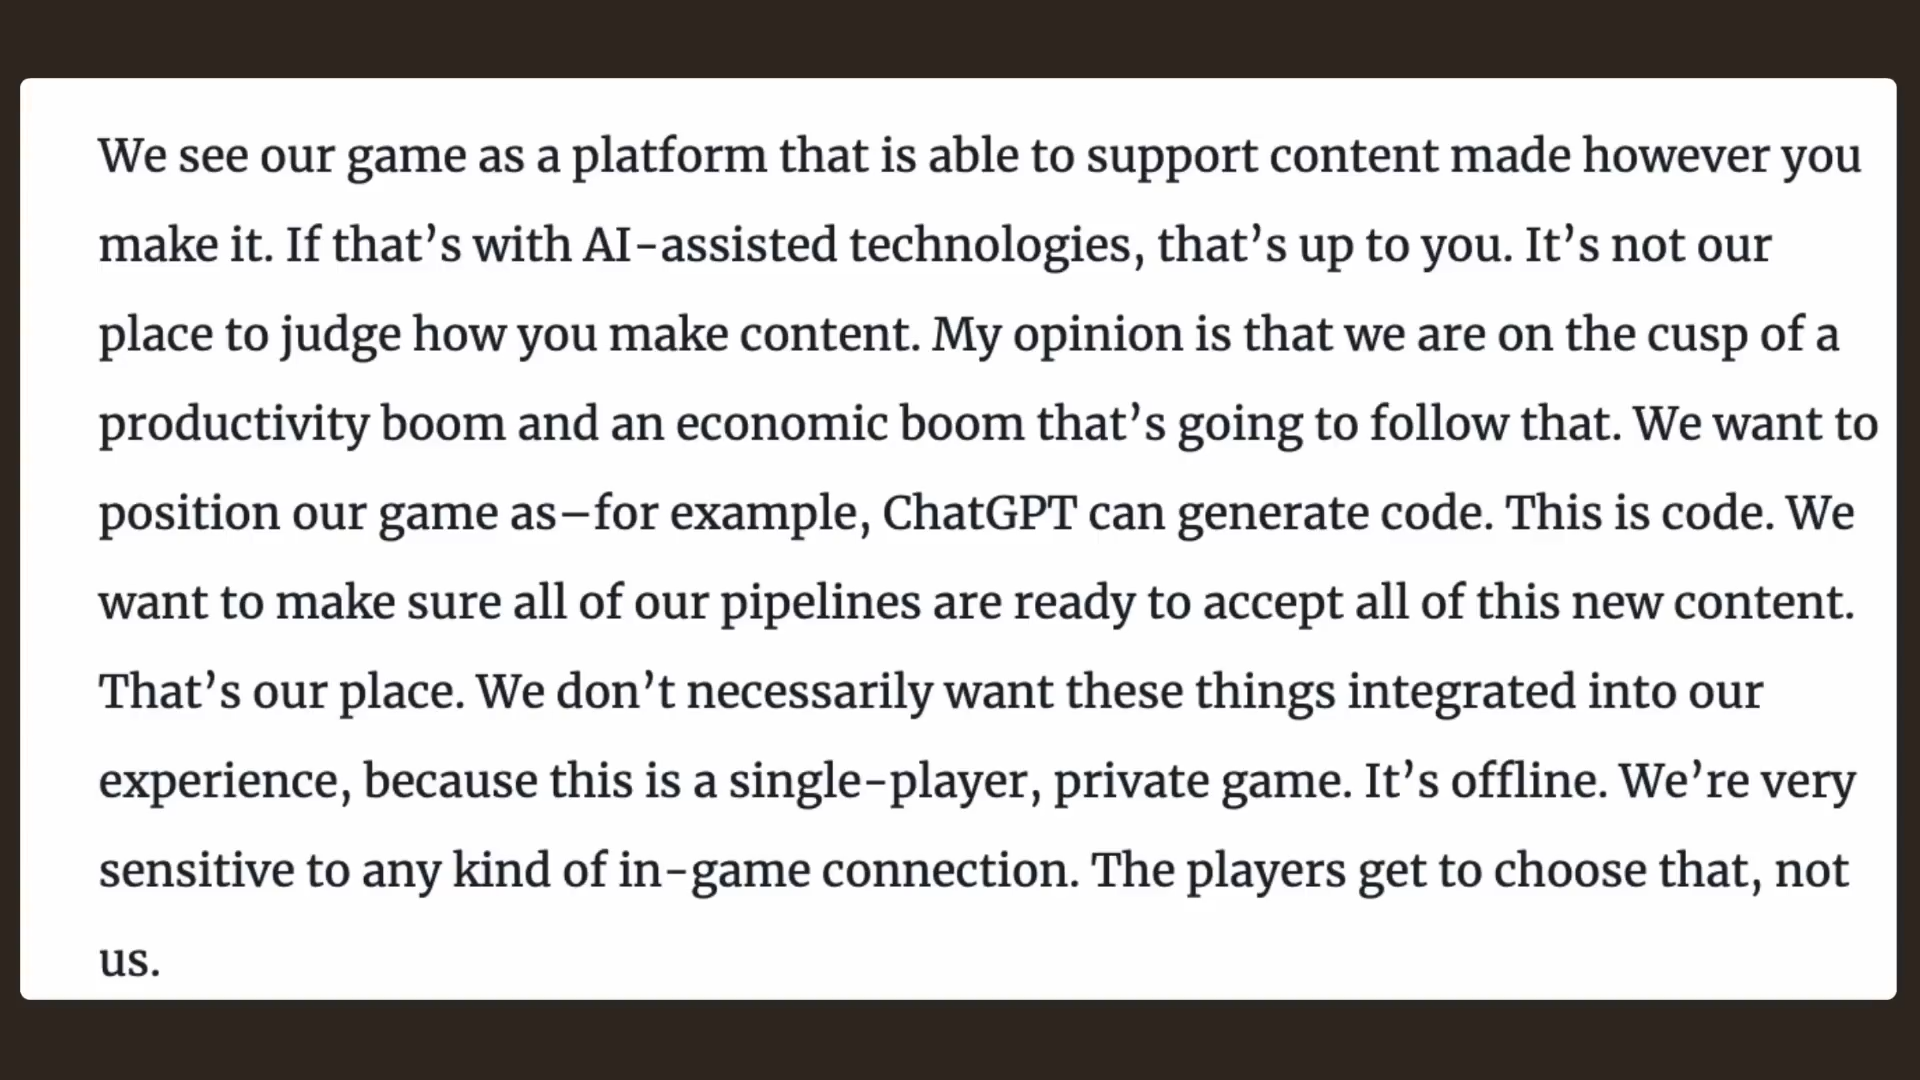 We see our game as a platform that is able to support content made however you
make it. If that’s with AI-assisted technologies, that’s up to you. It’s not our
place to judge how you make content. My opinion is that we are on the cusp of a
productivity boom and an economic boom that’s going to follow that. We want to
position our game as—for example, ChatGPT can generate code. This is code. We
want to make sure all of our pipelines are ready to accept all of this new content.
That’s our place. We don’t necessarily want these things integrated into our
experience, because this is a single-player, private game. It’s offline. We’re very
sensitive to any kind of in-game connection. The players get to choose that, not
us.